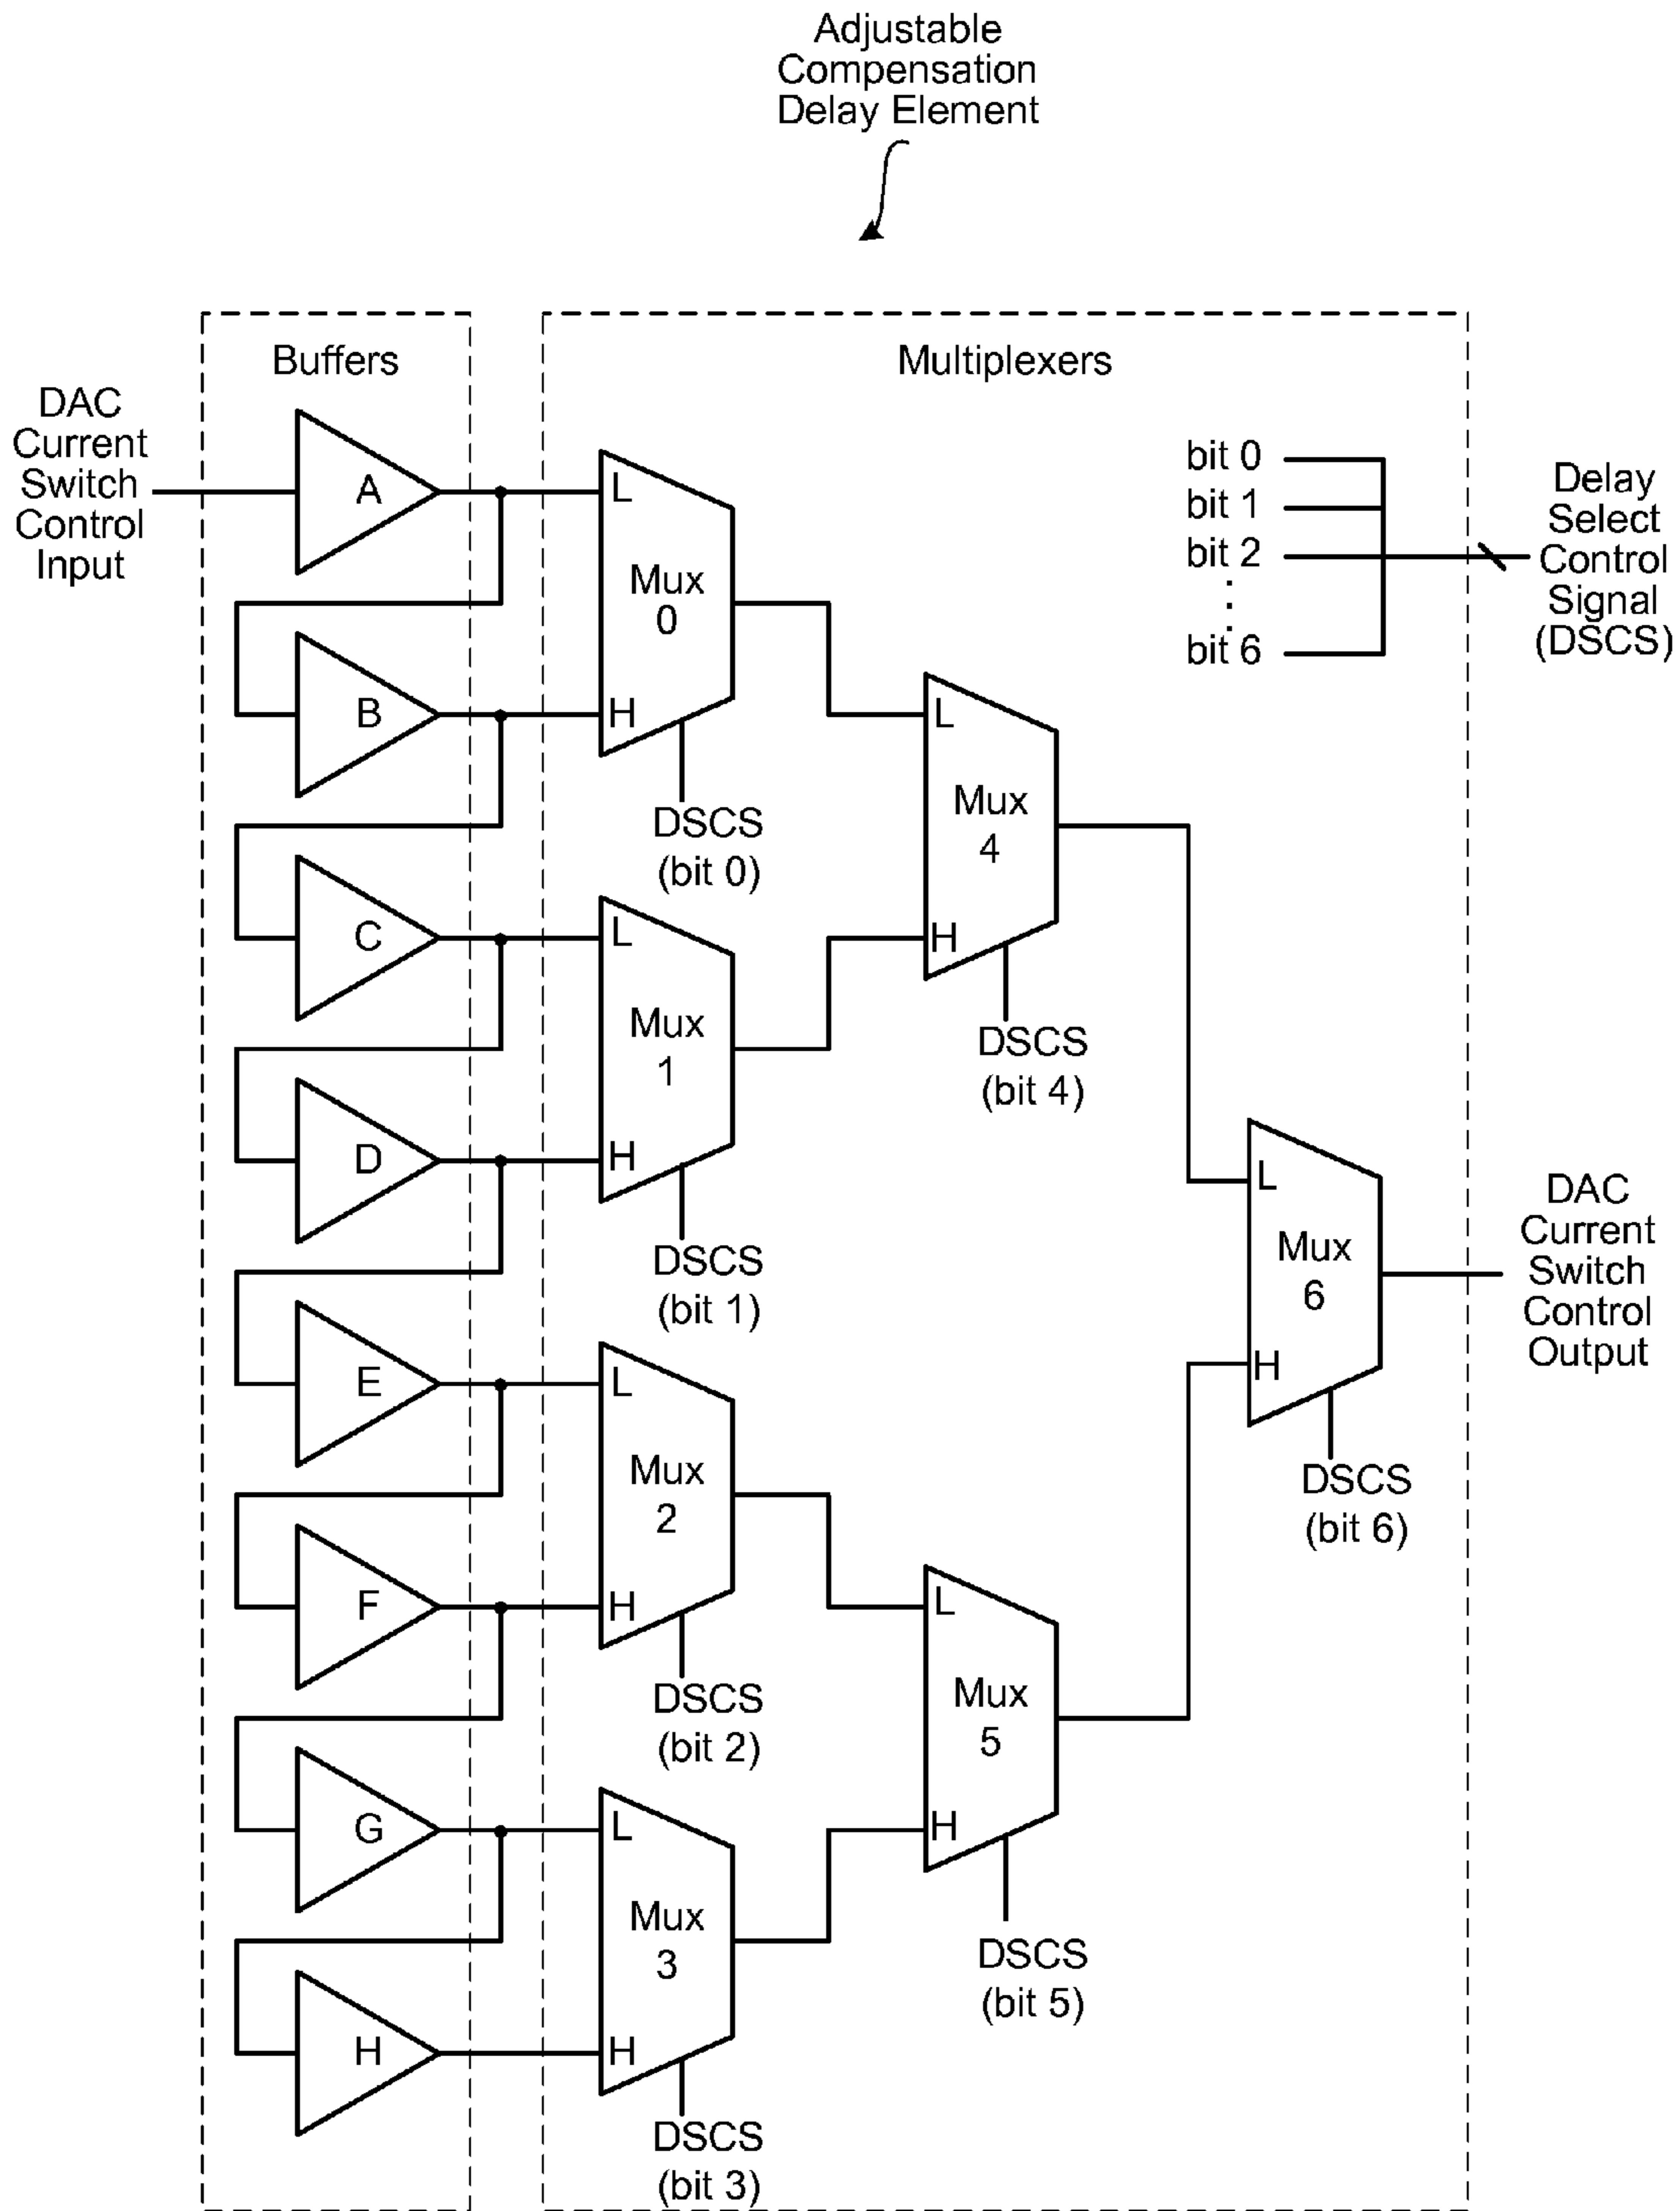 Adjustable
Compensation
Delay Element
Buffers
Multiplexers
DAC
Current
Switch
Control
Input
A
B
C
D
E
F
G
H
L
Mux
0
H
DSCS
(bit 0)
L
Mux
1
H
DSCS
(bit 1)
L
Mux
2
H
DSCS
(bit 2)
L
Mux
3
H
DSCS
(bit 3)
L
Mux
4
H
DSCS
(bit 4)
L
Mux
5
H
DSCS
(bit 5)
L
Mux
6
H
DSCS
(bit 6)
bit 0
bit 1
bit 2
bit 6
Delay
Select
Control
Signal
(DSCS)
DAC
Current
Switch
Control
Output